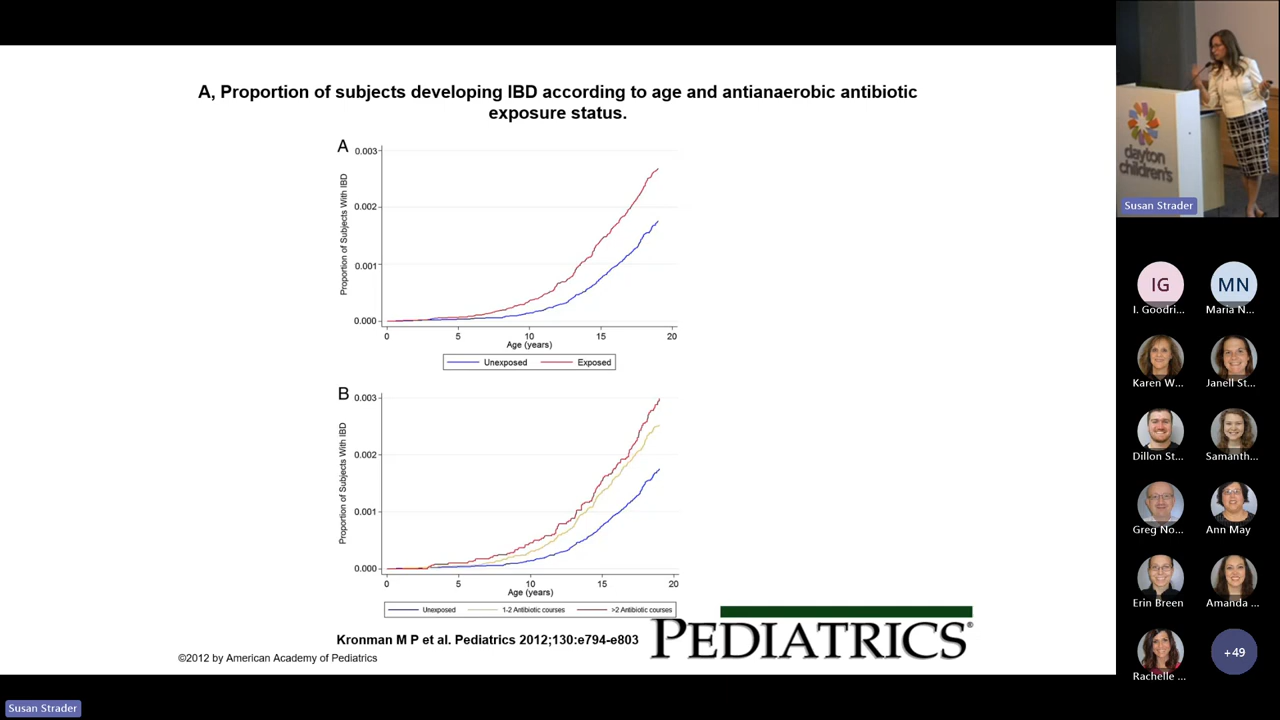 A, Proportion of subjects developing IBD according to age and antianaerobic antibiotic
exposure status.
A
0.003
0.002
0.001
0.000
Proportion of Subjects With IBD
0 5 10 15 20
Age (years)
Unexposed Exposed
B
0.003
0.002
0.001
0.000
Proportion of Subjects With IBD
0 5 10 15 20
Age (years)
Unexposed 1-2 Antibiotic courses >2 Antibiotic courses
Kronman M P et al. Pediatrics 2012;130:e794-e803
©2012 by American Academy of Pediatrics
PEDIATRICS®
dayton
children's
Susan Strader
IG MN
I. Goodri... Maria N...
Karen W... Janell St...
Dillon St... Samanth...
Greg No... Ann May
Erin Breen Amanda ...
Rachelle ... +49
Susan Strader